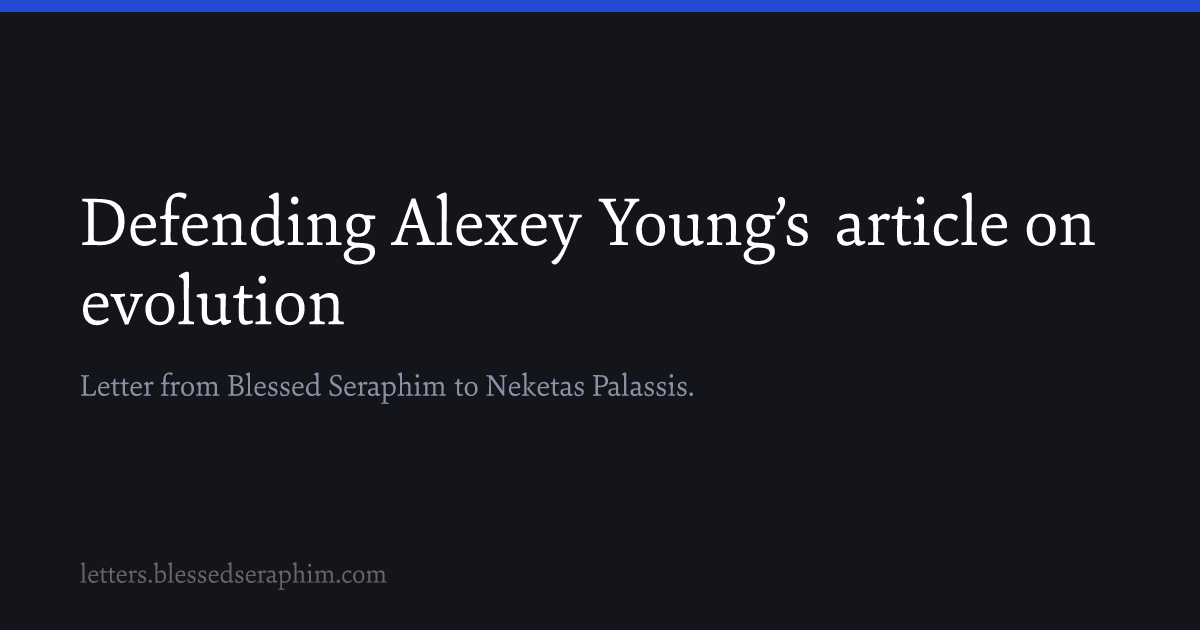 Defending Alexey Young’s article on
evolution
Letter from Blessed Seraphim to Neketas Palassis.
letters.blessedseraphim.com